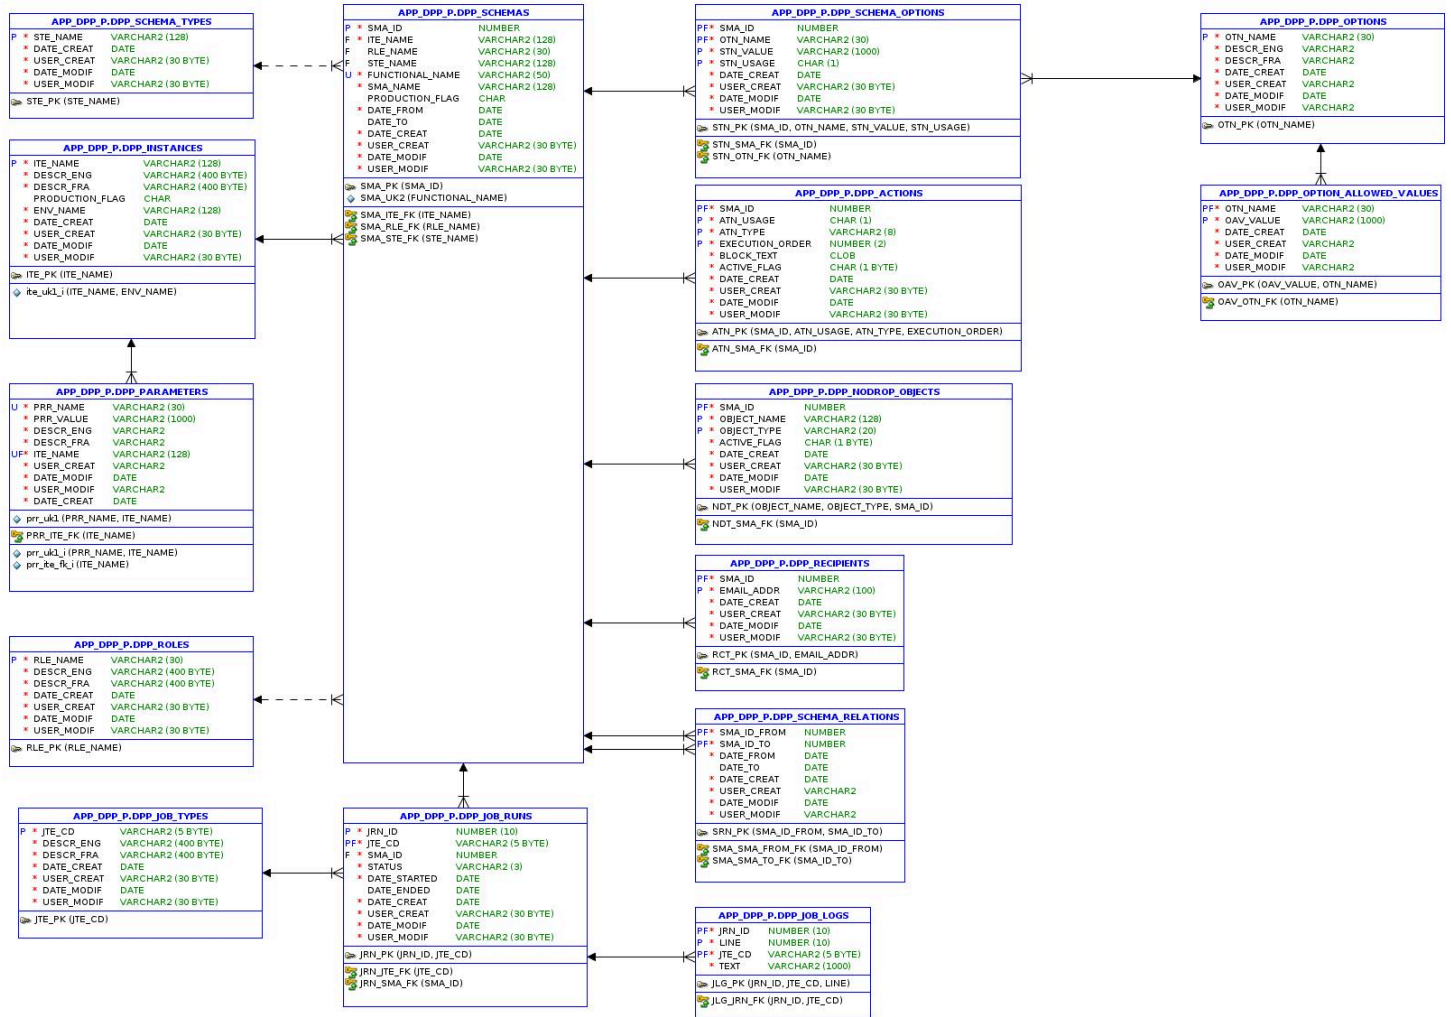 APP_DPP_P.DPP_SCHEMA_TYPES
P * STE_NAME VARCHAR2 (128)
* DATE_CREAT DATE
* USER_CREAT VARCHAR2 (30 BYTE)
* DATE_MODIF DATE
* USER_MODIF VARCHAR2 (30 BYTE)
STE_PK (STE_NAME)
APP_DPP_P.DPP_INSTANCES
P * ITE_NAME VARCHAR2 (128)
* DESCR_ENG VARCHAR2 (400 BYTE)
* DESCR_FRA VARCHAR2 (400 BYTE)
PRODUCTION_FLAG CHAR
* ENV_NAME VARCHAR2 (128)
* DATE_CREAT DATE
* USER_CREAT VARCHAR2 (30 BYTE)
* DATE_MODIF DATE
* USER_MODIF VARCHAR2 (30 BYTE)
ITE_PK (ITE_NAME)
ite_uk1_i (ITE_NAME, ENV_NAME)
APP_DPP_P.DPP_PARAMETERS
U * PRR_NAME VARCHAR2 (30)
* PRR_VALUE VARCHAR2 (1000)
* DESCR_ENG VARCHAR2
* DESCR_FRA VARCHAR2
UF* ITE_NAME VARCHAR2 (128)
* USER_CREAT VARCHAR2
* DATE_MODIF DATE
* USER_MODIF VARCHAR2
* DATE_CREAT DATE
prr_uk1 (PRR_NAME, ITE_NAME)
PRR_ITE_FK (ITE_NAME)
prr_uk1_i (PRR_NAME, ITE_NAME)
prr_ite_fk_i (ITE_NAME)
APP_DPP_P.DPP_ROLES
P * RLE_NAME VARCHAR2 (30)
* DESCR_ENG VARCHAR2 (400 BYTE)
* DESCR_FRA VARCHAR2 (400 BYTE)
* DATE_CREAT DATE
* USER_CREAT VARCHAR2 (30 BYTE)
* DATE_MODIF DATE
* USER_MODIF VARCHAR2 (30 BYTE)
RLE_PK (RLE_NAME)
APP_DPP_P.DPP_JOB_TYPES
P * JTE_CD VARCHAR2 (5 BYTE)
* DESCR_ENG VARCHAR2 (400 BYTE)
* DESCR_FRA VARCHAR2 (400 BYTE)
* DATE_CREAT DATE
* USER_CREAT VARCHAR2 (30 BYTE)
* DATE_MODIF DATE
* USER_MODIF VARCHAR2 (30 BYTE)
JTE_PK (JTE_CD)
APP_DPP_P.DPP_SCHEMAS
P * SMA_ID NUMBER
F * ITE_NAME VARCHAR2 (128)
F RLE_NAME VARCHAR2 (30)
F STE_NAME VARCHAR2 (128)
U * FUNCTIONAL_NAME VARCHAR2 (50)
* SMA_NAME VARCHAR2 (128)
PRODUCTION_FLAG CHAR
* DATE_FROM DATE
DATE_TO DATE
* DATE_CREAT DATE
* USER_CREAT VARCHAR2 (30 BYTE)
* DATE_MODIF DATE
* USER_MODIF VARCHAR2 (30 BYTE)
SMA_PK (SMA_ID)
SMA_UK2 (FUNCTIONAL_NAME)
SMA_ITE_FK (ITE_NAME)
SMA_RLE_FK (RLE_NAME)
SMA_STE_FK (STE_NAME)
APP_DPP_P.DPP_JOB_RUNS
P * JRN_ID NUMBER (10)
PF* JTE_CD VARCHAR2 (5 BYTE)
F * SMA_ID NUMBER
* STATUS VARCHAR2 (3)
* DATE_STARTED DATE
DATE_ENDED DATE
* DATE_CREAT DATE
* USER_CREAT VARCHAR2 (30 BYTE)
* DATE_MODIF DATE
* USER_MODIF VARCHAR2 (30 BYTE)
JRN_PK (JRN_ID, JTE_CD)
JRN_JTE_FK (JTE_CD)
JRN_SMA_FK (SMA_ID)
APP_DPP_P.DPP_SCHEMA_OPTIONS
PF* SMA_ID NUMBER
PF* OTN_NAME VARCHAR2 (30)
P * STN_VALUE VARCHAR2 (1000)
P * STN_USAGE CHAR (1)
* DATE_CREAT DATE
* USER_CREAT VARCHAR2 (30 BYTE)
* DATE_MODIF DATE
* USER_MODIF VARCHAR2 (30 BYTE)
STN_PK (SMA_ID, OTN_NAME, STN_VALUE, STN_USAGE)
STN_SMA_FK (SMA_ID)
STN_OTN_FK (OTN_NAME)
APP_DPP_P.DPP_ACTIONS
PF* SMA_ID NUMBER
P * ATN_USAGE CHAR (1)
P * ATN_TYPE VARCHAR2 (8)
P * EXECUTION_ORDER NUMBER (2)
* BLOCK_TEXT CLOB
* ACTIVE_FLAG CHAR (1 BYTE)
* DATE_CREAT DATE
* USER_CREAT VARCHAR2 (30 BYTE)
* DATE_MODIF DATE
* USER_MODIF VARCHAR2 (30 BYTE)
ATN_PK (SMA_ID, ATN_USAGE, ATN_TYPE, EXECUTION_ORDER)
ATN_SMA_FK (SMA_ID)
APP_DPP_P.DPP_NODROP_OBJECTS
PF* SMA_ID NUMBER
P * OBJECT_NAME VARCHAR2 (128)
P * OBJECT_TYPE VARCHAR2 (20)
* ACTIVE_FLAG CHAR (1 BYTE)
* DATE_CREAT DATE
* USER_CREAT VARCHAR2 (30 BYTE)
* DATE_MODIF DATE
* USER_MODIF VARCHAR2 (30 BYTE)
NDT_PK (OBJECT_NAME, OBJECT_TYPE, SMA_ID)
NDT_SMA_FK (SMA_ID)
APP_DPP_P.DPP_RECIPIENTS
PF* SMA_ID NUMBER
P * EMAIL_ADDR VARCHAR2 (100)
* DATE_CREAT DATE
* USER_CREAT VARCHAR2 (30 BYTE)
* DATE_MODIF DATE
* USER_MODIF VARCHAR2 (30 BYTE)
RCT_PK (SMA_ID, EMAIL_ADDR)
RCT_SMA_FK (SMA_ID)
APP_DPP_P.DPP_SCHEMA_RELATIONS
PF* SMA_ID_FROM NUMBER
PF* SMA_ID_TO NUMBER
* DATE_FROM DATE
DATE_TO DATE
* DATE_CREAT DATE
* USER_CREAT VARCHAR2
* DATE_MODIF DATE
* USER_MODIF VARCHAR2
SRN_PK (SMA_ID_FROM, SMA_ID_TO)
SMA_SMA_FROM_FK (SMA_ID_FROM)
SMA_SMA_TO_FK (SMA_ID_TO)
APP_DPP_P.DPP_JOB_LOGS
PF* JRN_ID NUMBER (10)
P * LINE NUMBER (10)
PF* JTE_CD VARCHAR2 (5 BYTE)
* TEXT VARCHAR2 (1000)
JLG_PK (JRN_ID, JTE_CD, LINE)
JLG_JRN_FK (JRN_ID, JTE_CD)
APP_DPP_P.DPP_OPTIONS
P * OTN_NAME VARCHAR2 (30)
* DESCR_ENG VARCHAR2
* DESCR_FRA VARCHAR2
* DATE_CREAT DATE
* USER_CREAT VARCHAR2
* DATE_MODIF DATE
* USER_MODIF VARCHAR2
OTN_PK (OTN_NAME)
APP_DPP_P.DPP_OPTION_ALLOWED_VALUES
PF* OTN_NAME VARCHAR2 (30)
P * OAV_VALUE VARCHAR2 (1000)
* DATE_CREAT DATE
* USER_CREAT VARCHAR2
* DATE_MODIF DATE
* USER_MODIF VARCHAR2
OAV_PK (OAV_VALUE, OTN_NAME)
OAV_OTN_FK (OTN_NAME)